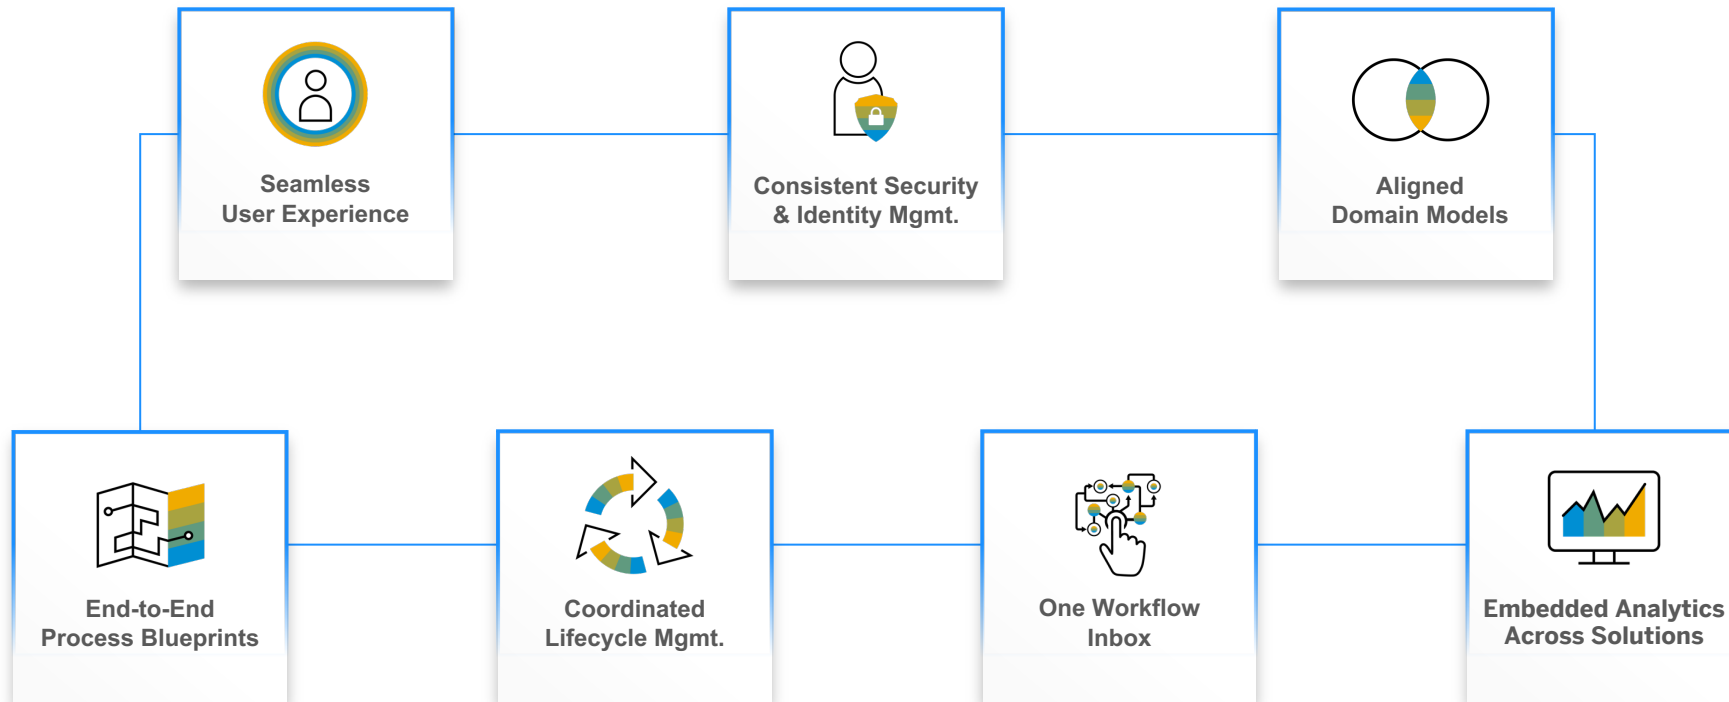 Seamless
User Experience
Consistent Security
& Identity Mgmt.
Aligned
Domain Models
End-to-End
Process Blueprints
Coordinated
Lifecycle Mgmt.
One Workflow
Inbox
Embedded Analytics
Across Solutions